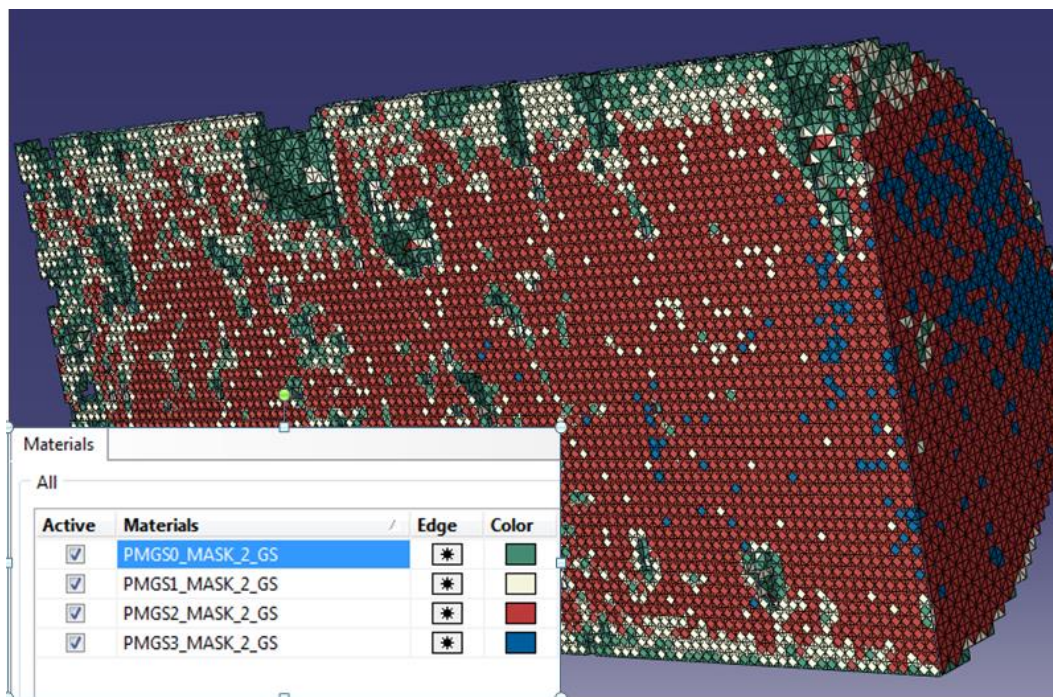 Materials
All
Active Materials Edge Color
PMGS0_MASK_2_GS
PMGS1_MASK_2_GS
PMGS2_MASK_2_GS
PMGS3_MASK_2_GS